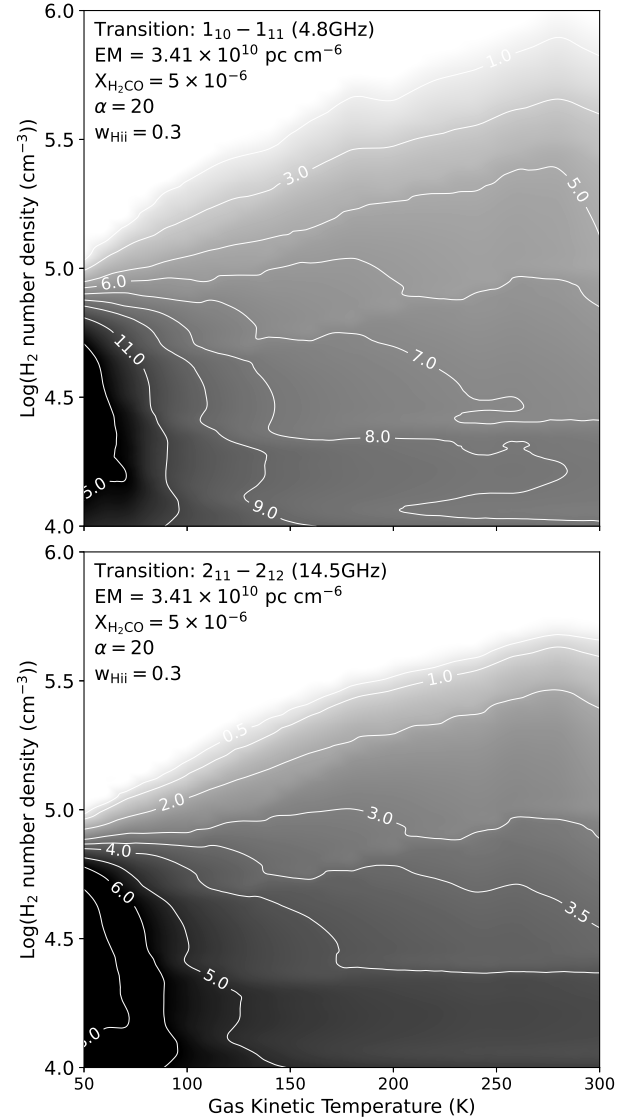 Transition: 1₁₀ − 1₁₁ (4.8GHz)
EM = 3.41 × 10¹⁰ pc cm⁻⁶
X_H₂CO = 5 × 10⁻⁶
α = 20
w_Hii = 0.3
6.0
5.5
5.0
4.5
4.0
Log(H₂ number density (cm⁻³))
1.0
3.0
5.0
6.0
7.0
11.0
8.0
9.0
5.0
Transition: 2₁₁ − 2₁₂ (14.5GHz)
EM = 3.41 × 10¹⁰ pc cm⁻⁶
X_H₂CO = 5 × 10⁻⁶
α = 20
w_Hii = 0.3
6.0
5.5
5.0
4.5
4.0
Log(H₂ number density (cm⁻³))
0.5
1.0
2.0
3.0
4.0
6.0
3.5
5.0
50 100 150 200 250 300
Gas Kinetic Temperature (K)